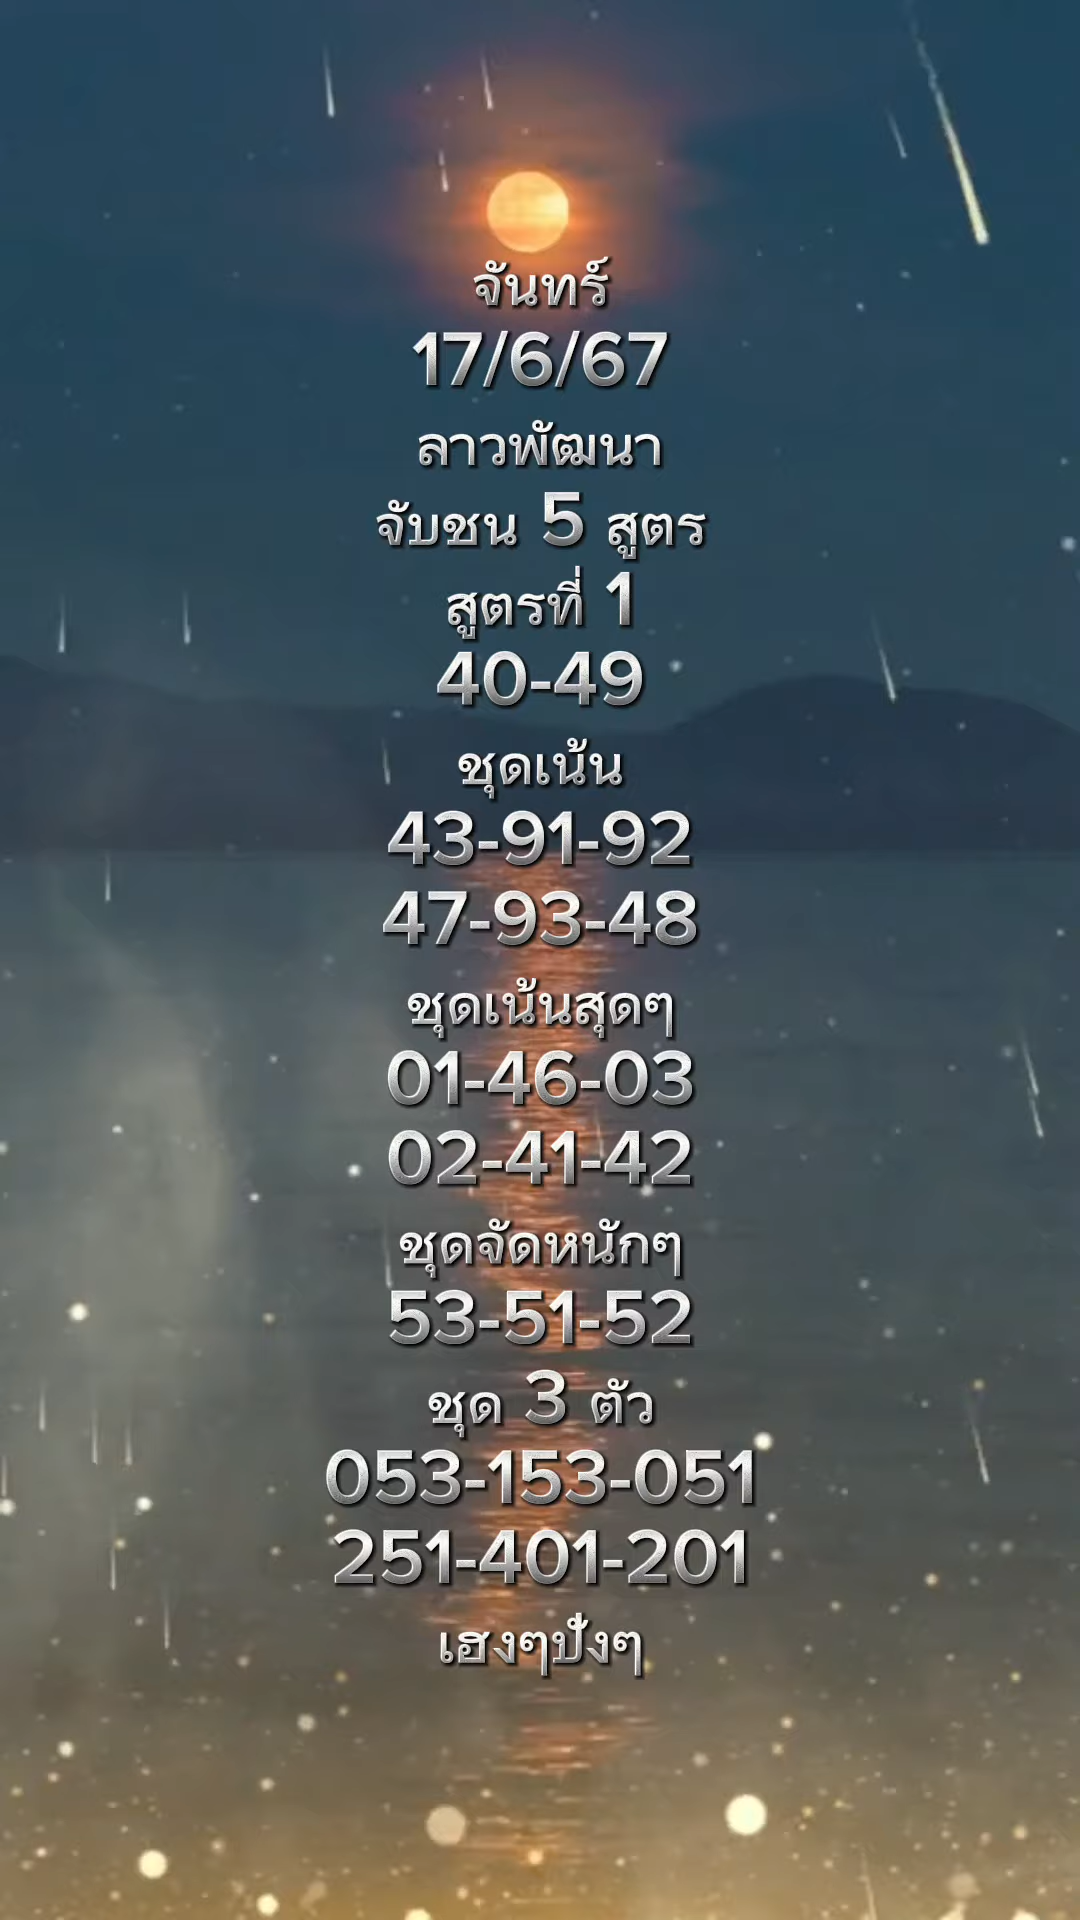 จันทร์
17/6/67
ลาวพัฒนา
จับชน 5 สูตร
สูตรที่ 1
40-49
ชุดเน้น
43-91-92
47-93-48
ชุดเน้นสุดๆ
01-46-03
02-41-42
ชุดจัดหนักๆ
53-51-52
ชุด 3 ตัว
053-153-051
251-401-201
เฮงๆปังๆ